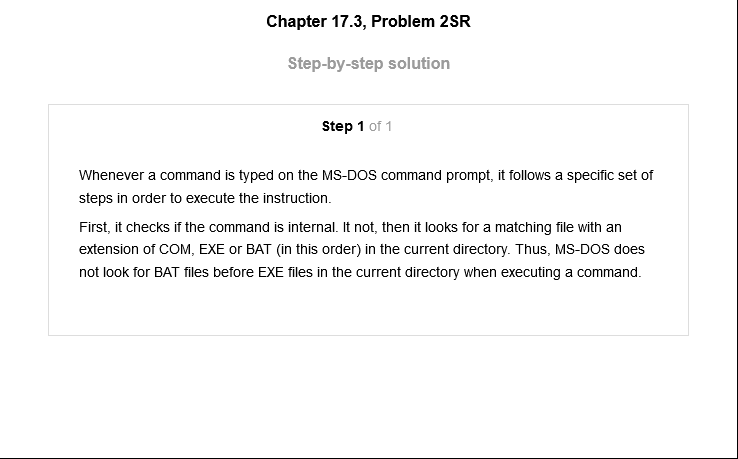 Chapter 17.3, Problem 2SR
Step-by-step solution
Step 1 of 1
Whenever a command is typed on the MS-DOS command prompt, it follows a specific set of
steps in order to execute the instruction.
First, it checks if the command is internal. It not, then it looks for a matching file with an
extension of COM, EXE or BAT (in this order) in the current directory. Thus, MS-DOS does
not look for BAT files before EXE files in the current directory when executing a command.